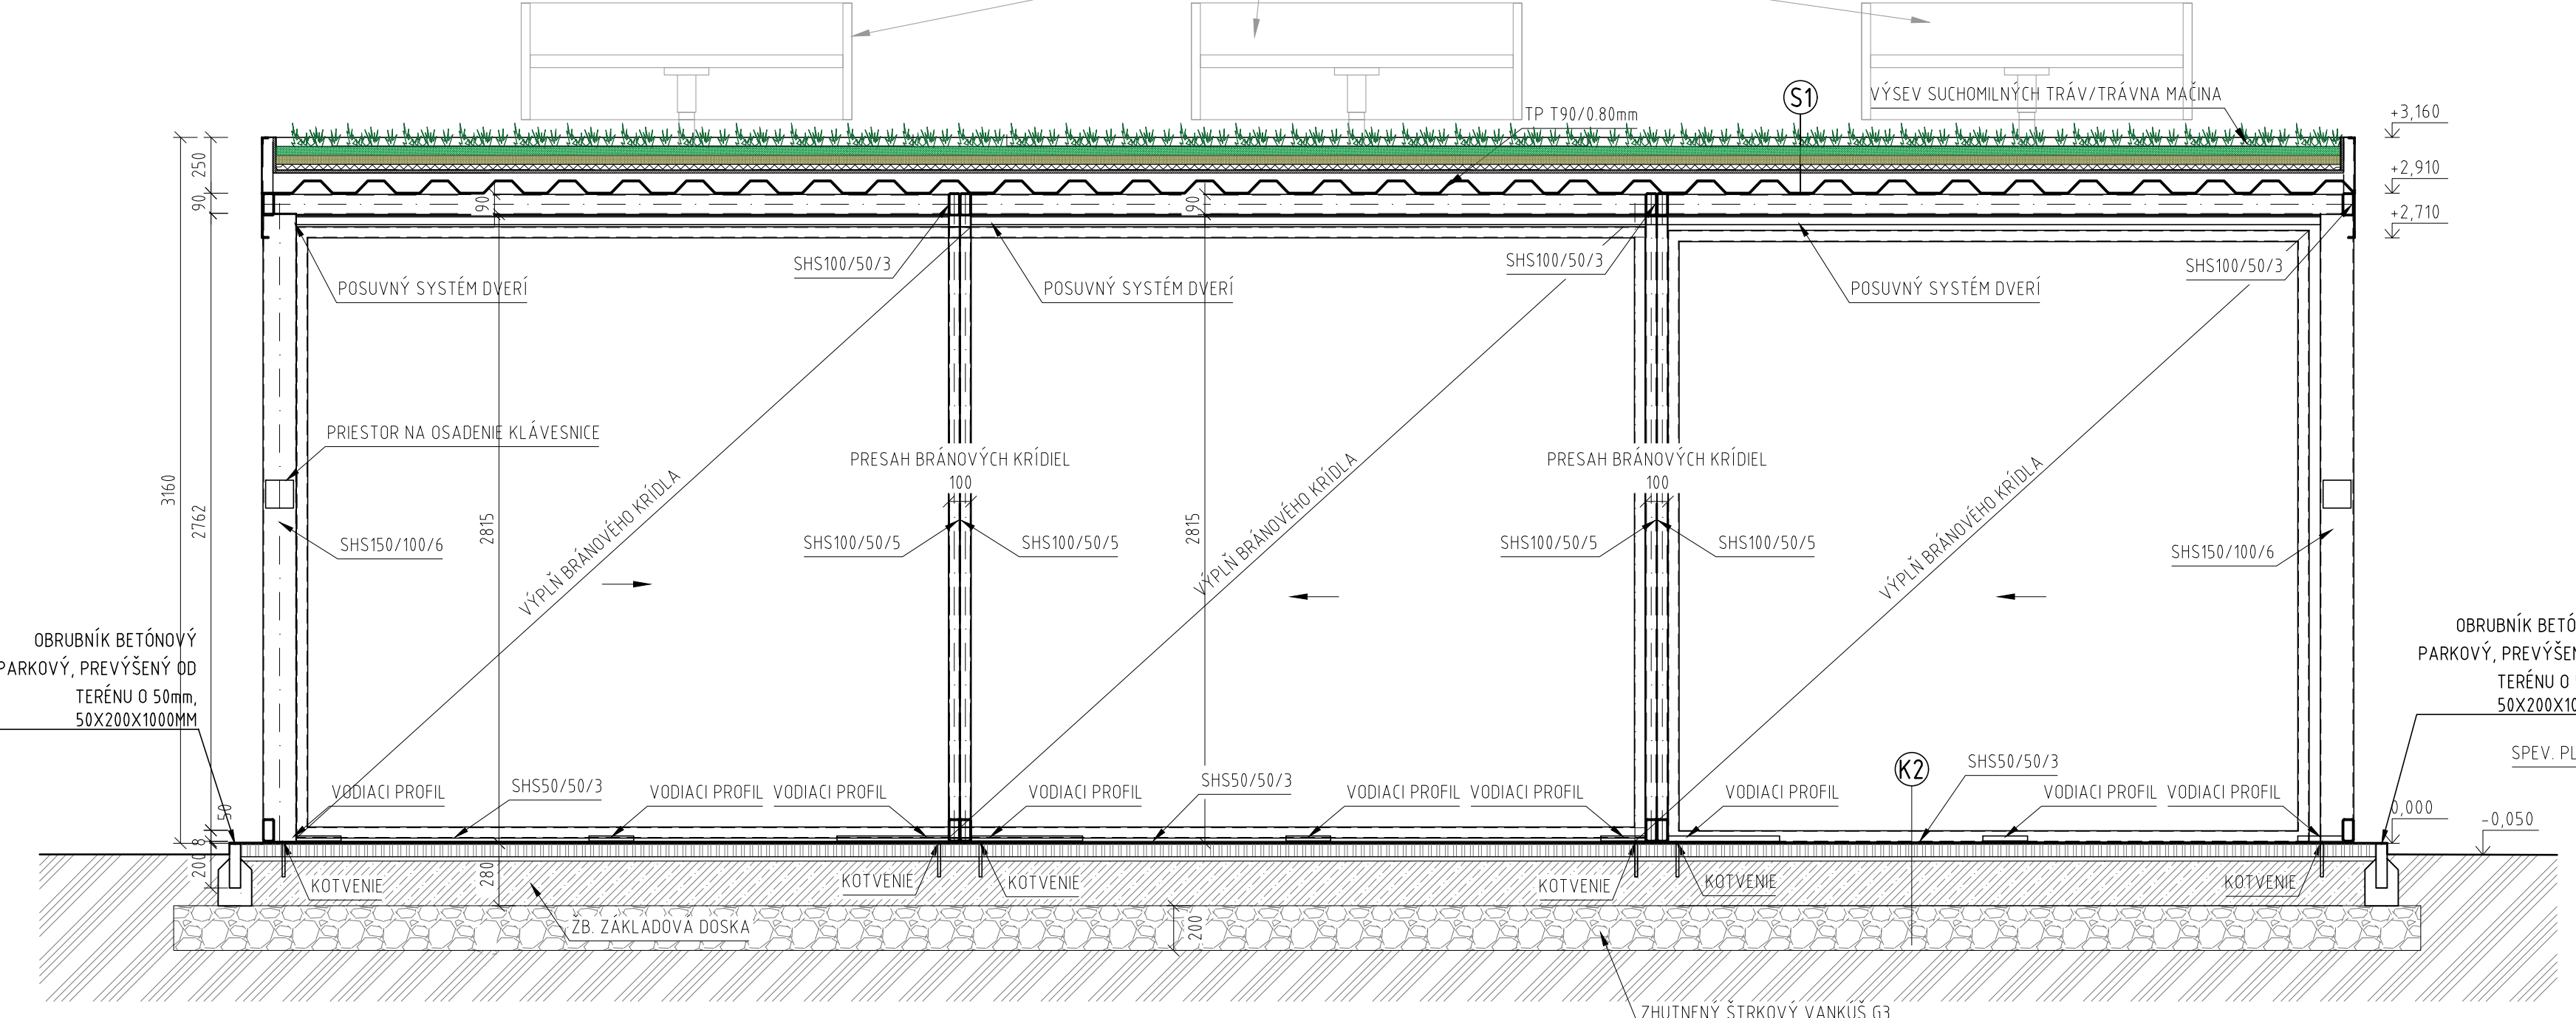 S1
VÝSEV SUCHOMILNÝCH TRÁV/TRÁVNA MAČINA
TP T90/0.80mm
+3,160
250
+2,910
90
90
90
+2,710
SHS100/50/3
SHS100/50/3
SHS100/50/3
POSUVNÝ SYSTÉM DVERÍ
POSUVNÝ SYSTÉM DVERÍ
POSUVNÝ SYSTÉM DVERÍ
PRIESTOR NA OSADENIE KLÁVESNICE
PRESAH BRÁNOVÝCH KRÍDIEL
100
PRESAH BRÁNOVÝCH KRÍDIEL
100
3160
2762
2815
2815
VÝPLŇ BRÁNOVÉHO KRÍDLA
VÝPLŇ BRÁNOVÉHO KRÍDLA
VÝPLŇ BRÁNOVÉHO KRÍDLA
SHS150/100/6
SHS100/50/5
SHS100/50/5
SHS100/50/5
SHS100/50/5
SHS150/100/6
OBRUBNÍK BETÓNOVÝ
PARKOVÝ, PREVÝŠENÝ OD
TERÉNU O 50mm,
50X200X1000MM
OBRUBNÍK BETÓ
PARKOVÝ, PREVÝŠEN
TERÉNU O
50X200X10
SPEV. PL
K2
SHS50/50/3
SHS50/50/3
SHS50/50/3
VODIACI PROFIL
VODIACI PROFIL
VODIACI PROFIL
VODIACI PROFIL
VODIACI PROFIL
VODIACI PROFIL
VODIACI PROFIL
VODIACI PROFIL
VODIACI PROFIL
50
0,000
-0,050
8
200
280
KOTVENIE
KOTVENIE
KOTVENIE
KOTVENIE
KOTVENIE
KOTVENIE
ŽB. ZÁKLADOVÁ DOSKA
200
ZHUTNENÝ ŠTRKOVÝ VANKÚŠ G3